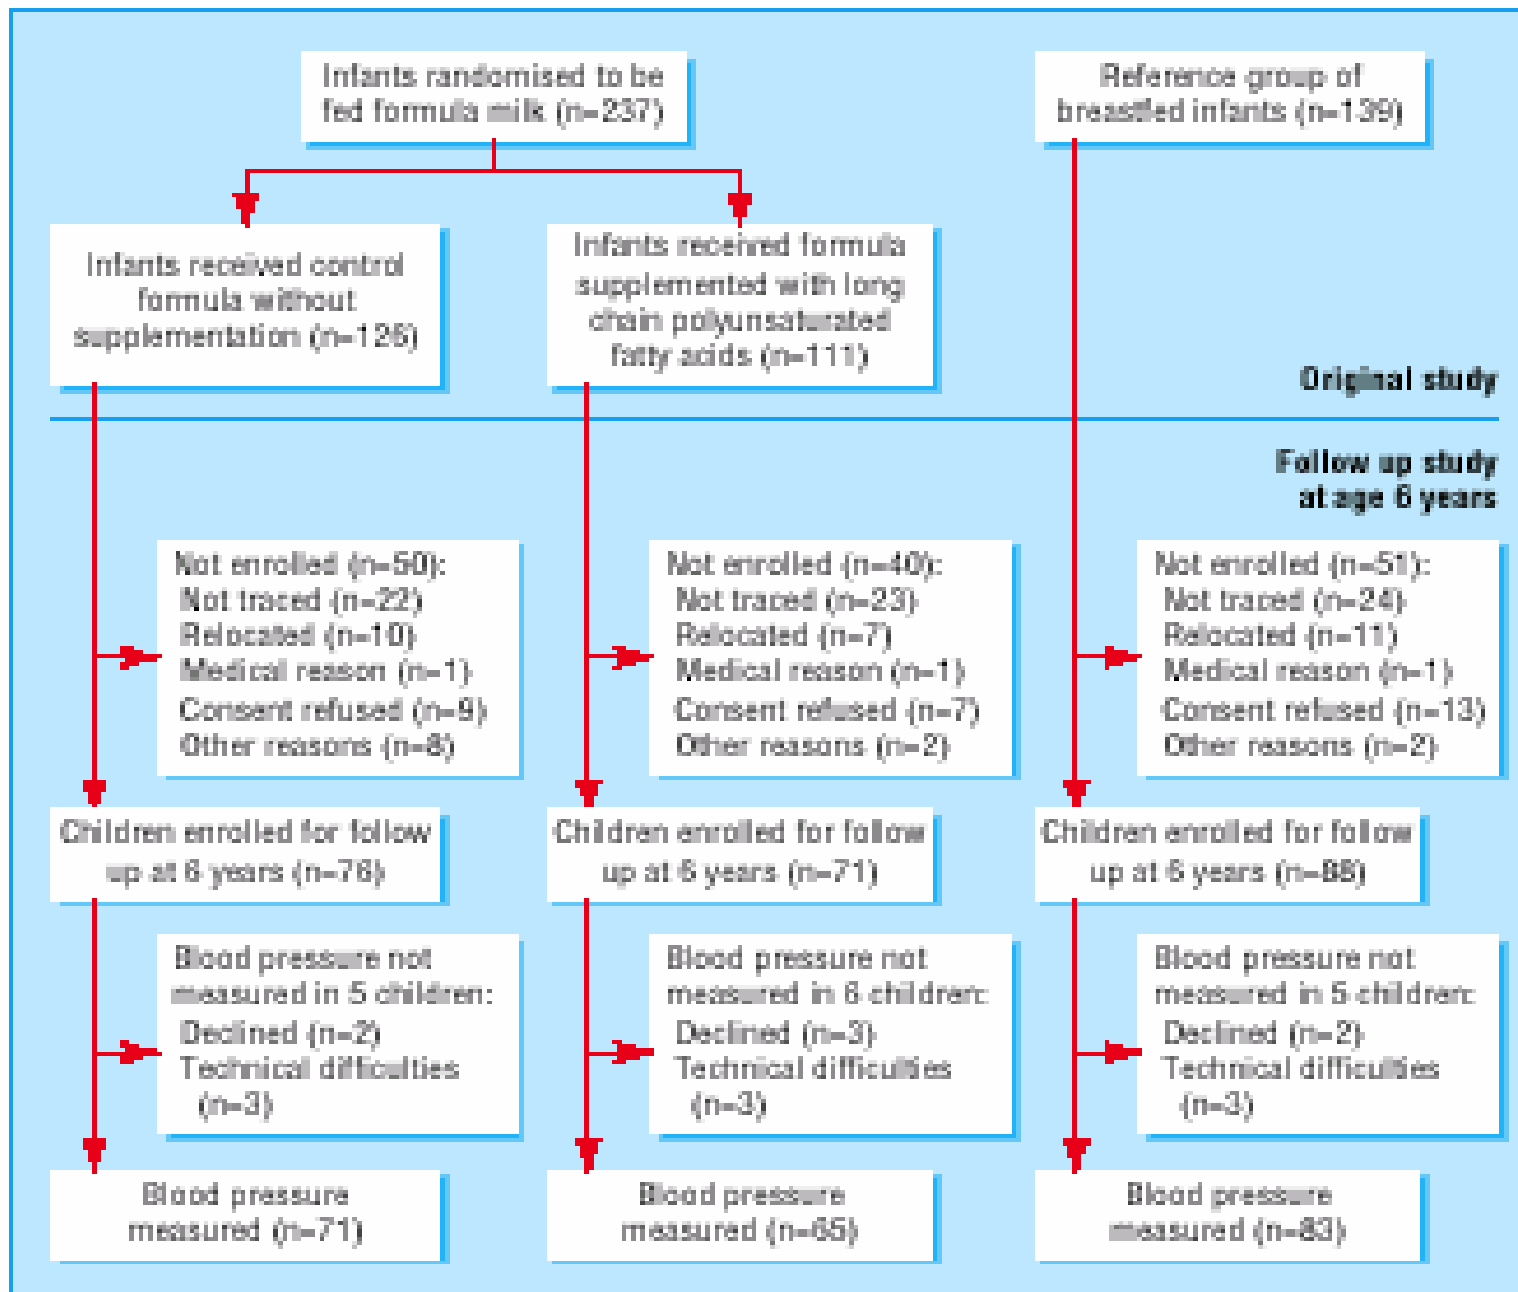 Infants randomised to be
fed formula milk (n=237)
Reference group of
breastfed infants (n=139)
Infants received control
formula without
supplementation (n=126)
Infants received formula
supplemented with long
chain polyunsaturated
fatty acids (n=111)
Original study
Follow up study
at age 6 years
Not enrolled (n=50):
Not traced (n=22)
Relocated (n=10)
Medical reason (n=1)
Consent refused (n=9)
Other reasons (n=8)
Not enrolled (n=40):
Not traced (n=23)
Relocated (n=7)
Medical reason (n=1)
Consent refused (n=7)
Other reasons (n=2)
Not enrolled (n=51):
Not traced (n=24)
Relocated (n=11)
Medical reason (n=1)
Consent refused (n=13)
Other reasons (n=2)
Children enrolled for follow
up at 6 years (n=76)
Children enrolled for follow
up at 6 years (n=71)
Children enrolled for follow
up at 6 years (n=88)
Blood pressure not
measured in 5 children:
Declined (n=2)
Technical difficulties
(n=3)
Blood pressure not
measured in 6 children:
Declined (n=3)
Technical difficulties
(n=3)
Blood pressure not
measured in 5 children:
Declined (n=2)
Technical difficulties
(n=3)
Blood pressure
measured (n=71)
Blood pressure
measured (n=65)
Blood pressure
measured (n=83)